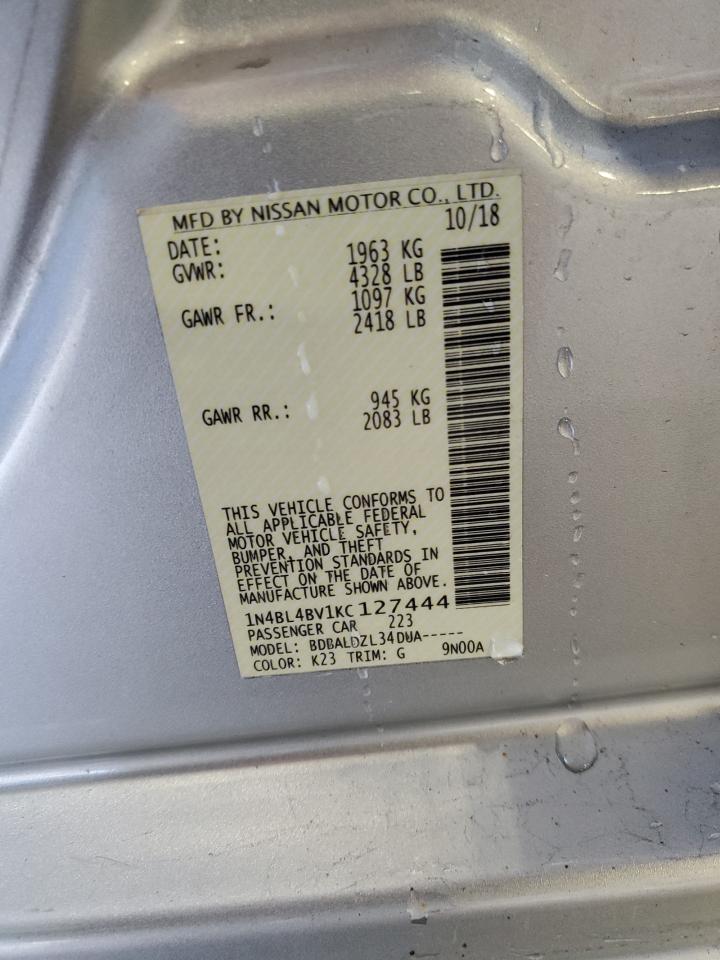 MFD BY NISSAN MOTOR CO., LTD.
DATE: 10/18
GVWR: 1963 KG
4328 LB
GAWR FR.: 1097 KG
2418 LB
GAWR RR.: 945 KG
2083 LB
THIS VEHICLE CONFORMS TO
ALL APPLICABLE FEDERAL
MOTOR VEHICLE SAFETY,
BUMPER, AND THEFT
PREVENTION STANDARDS IN
EFFECT ON THE DATE OF
MANUFACTURE SHOWN ABOVE.
1N4BL4BV1KC127444
PASSENGER CAR 223
MODEL: BDBALDZL34DUA-----
COLOR: K23 TRIM: G 9N00A